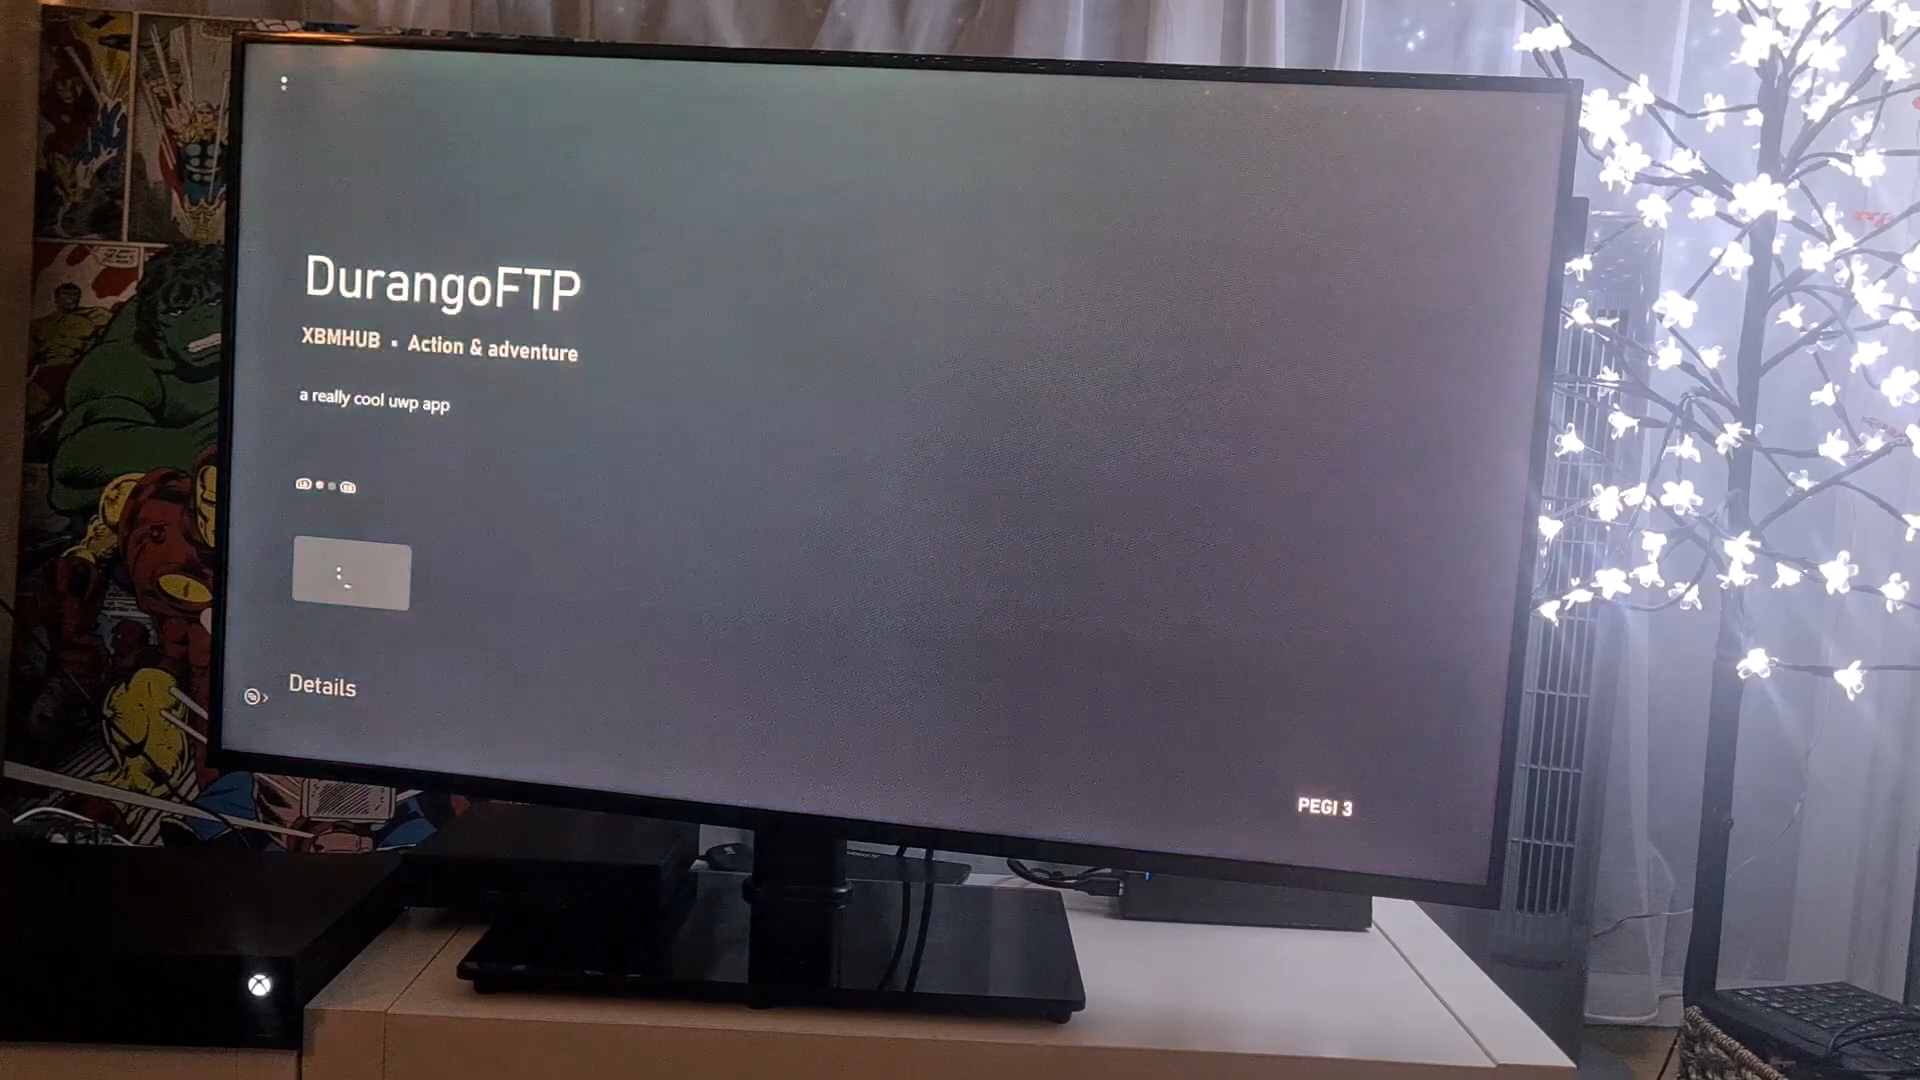 DurangoFTP
XBMHUB • Action & adventure
a really cool uwp app
Details
PEGI 3